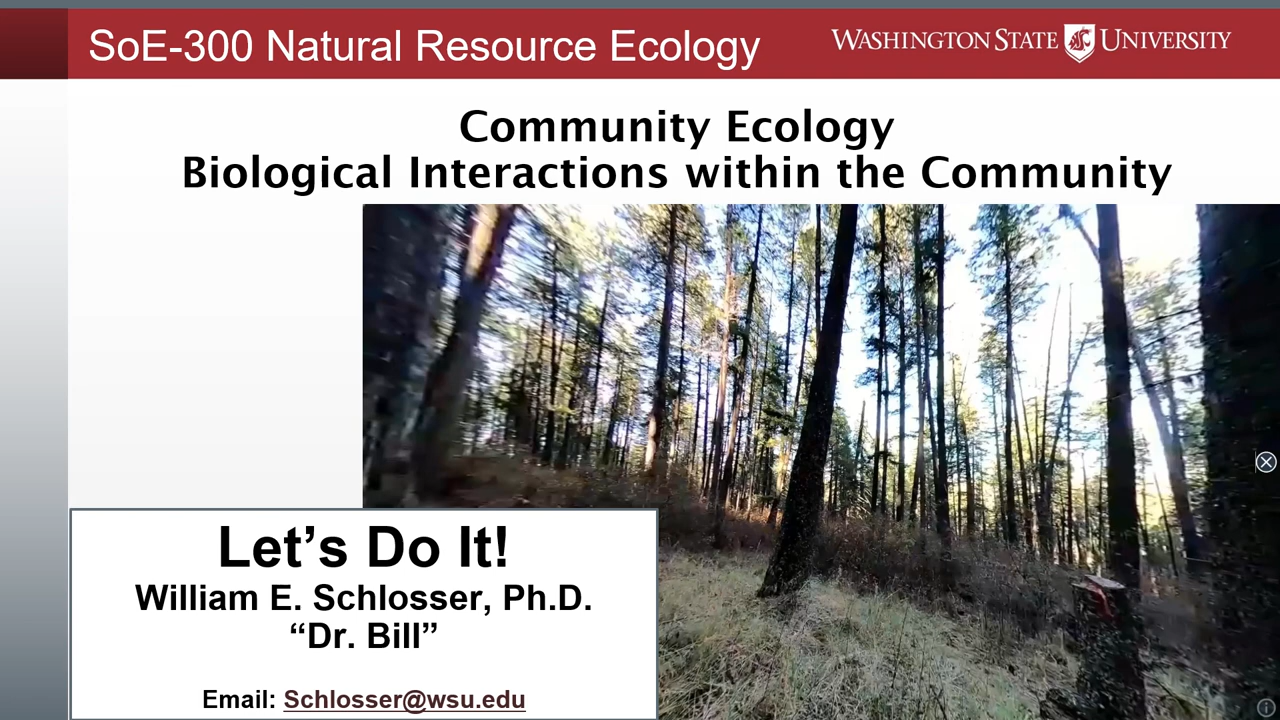 SoE-300 Natural Resource Ecology
WASHINGTON STATE UNIVERSITY
Community Ecology
Biological Interactions within the Community
Let’s Do It!
William E. Schlosser, Ph.D.
“Dr. Bill”
Email: Schlosser@wsu.edu